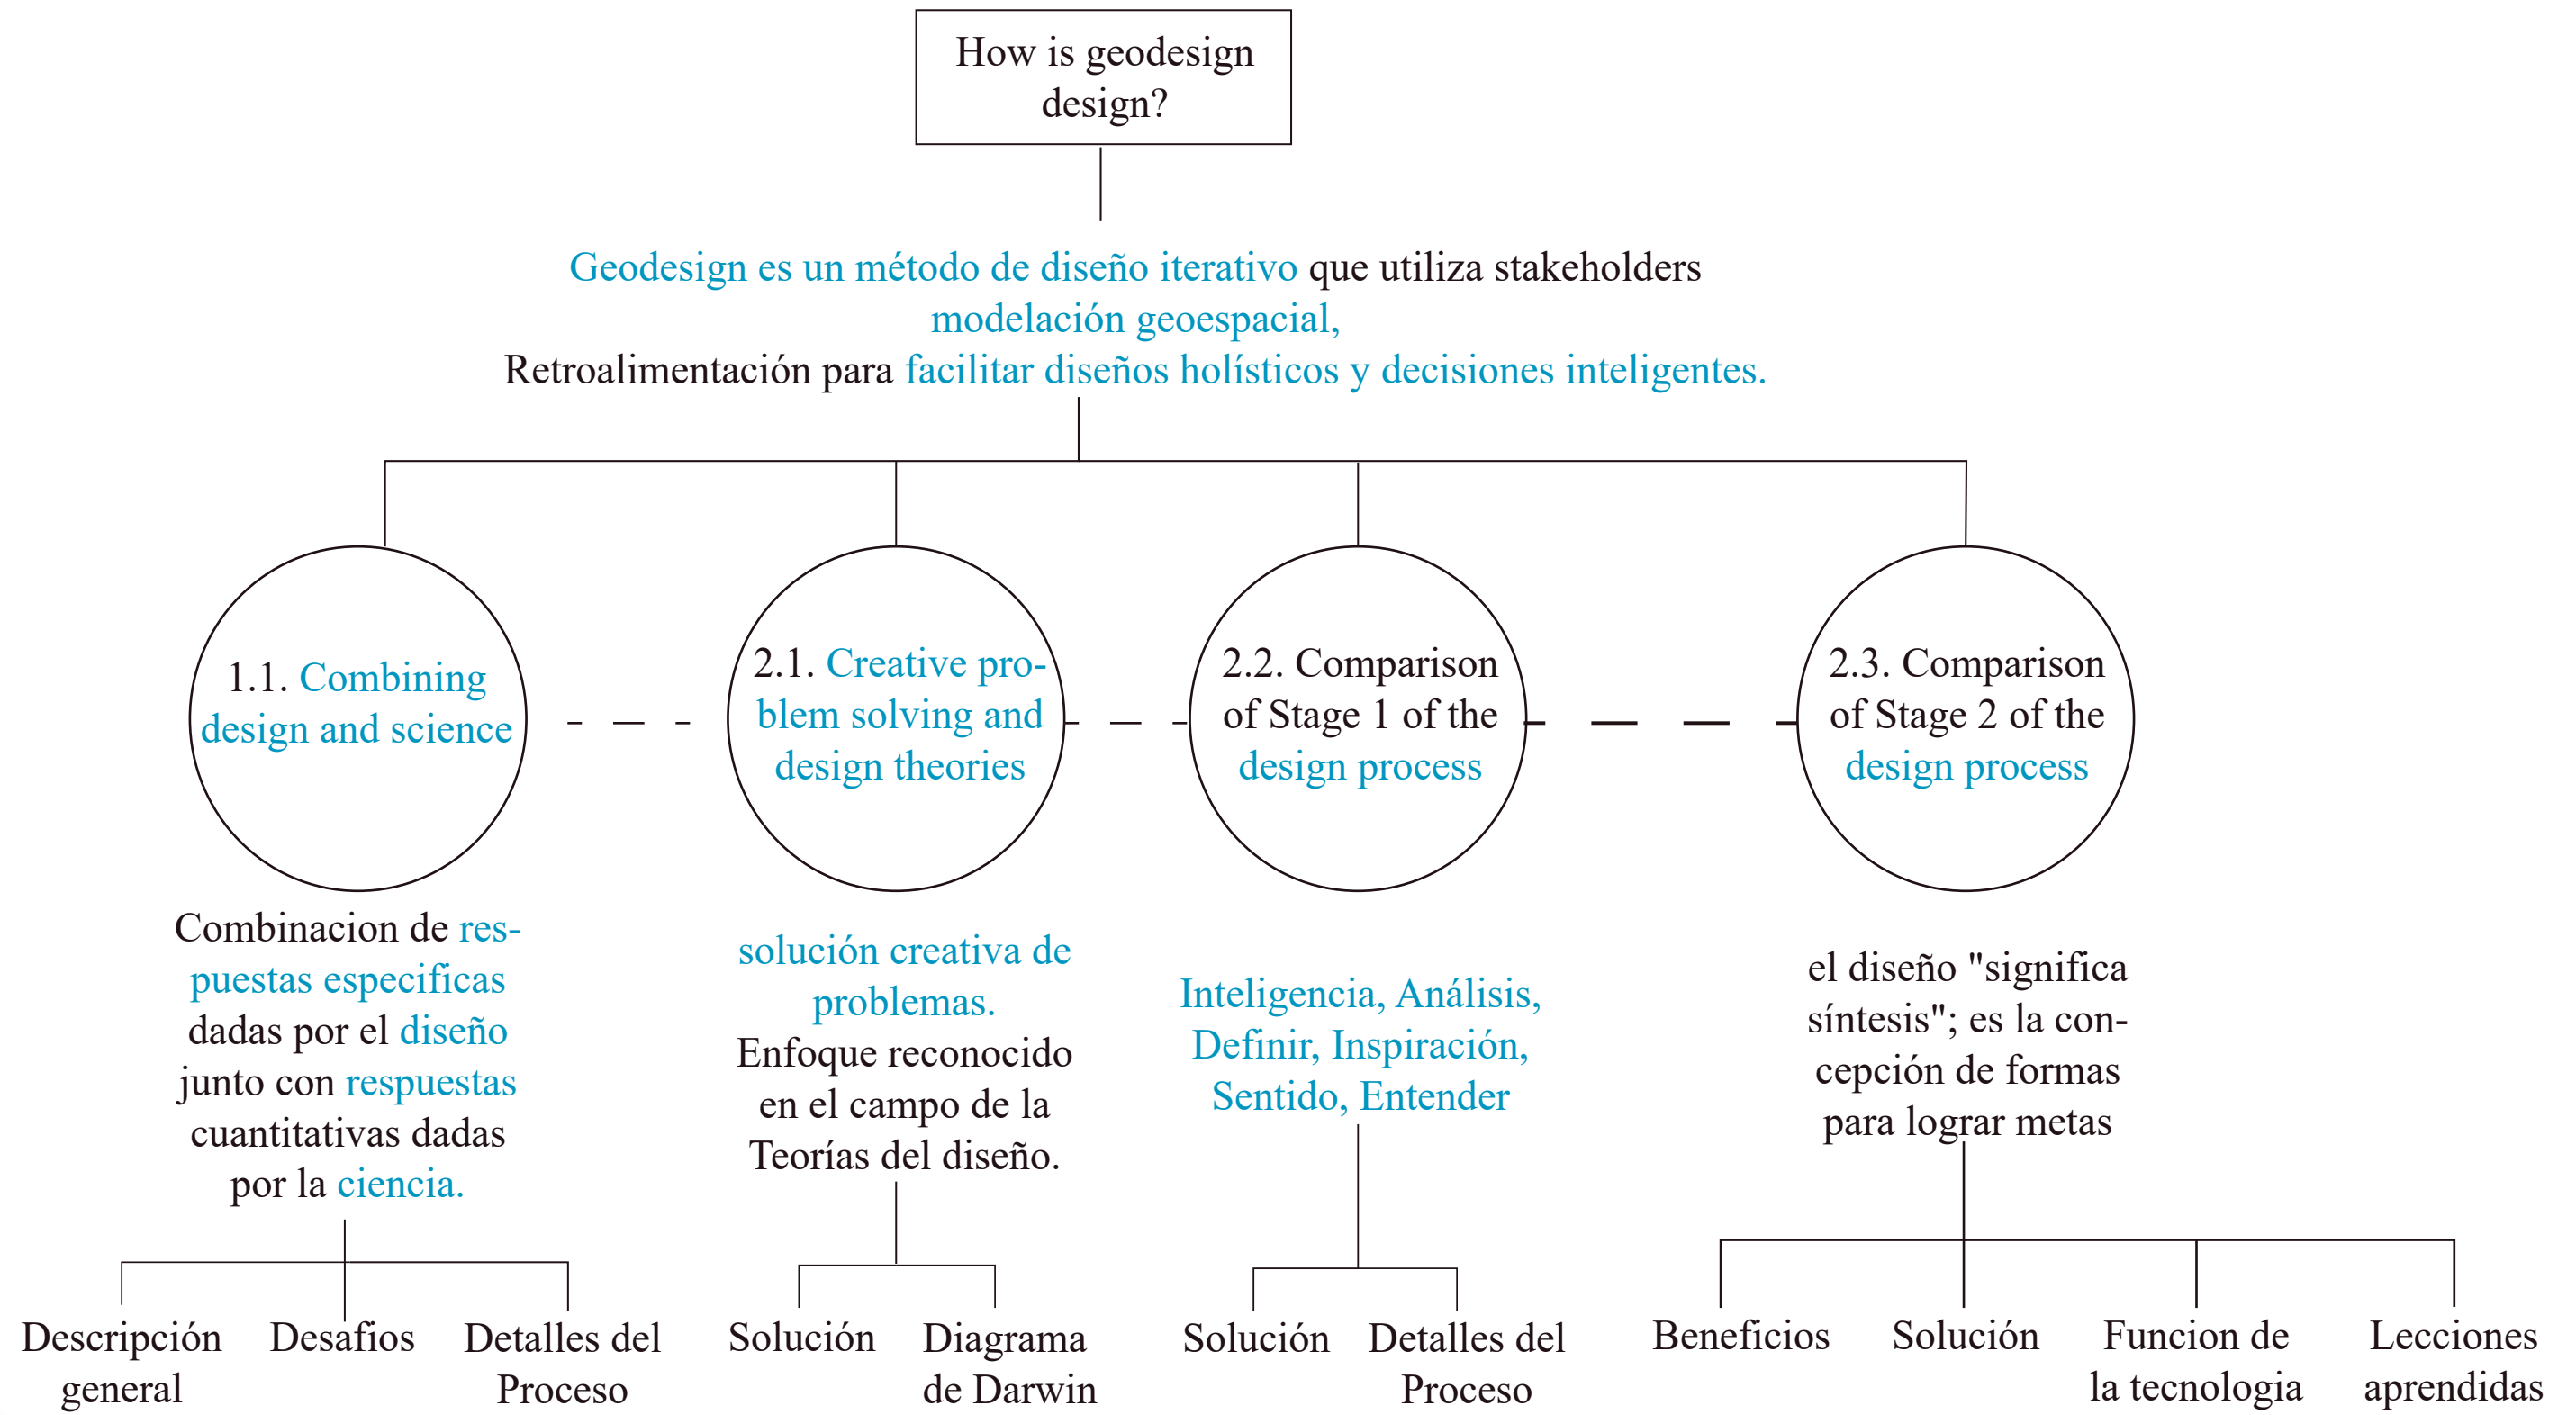 How is geodesign
design?
Geodesign es un método de diseño iterativo que utiliza stakeholders
modelación geoespacial,
Retroalimentación para facilitar diseños holísticos y decisiones inteligentes.
1.1. Combining
design and science
2.1. Creative pro-
blem solving and
design theories
2.2. Comparison
of Stage 1 of the
design process
2.3. Comparison
of Stage 2 of the
design process
Combinacion de res-
puestas especificas
dadas por el diseño
junto con respuestas
cuantitativas dadas
por la ciencia.
solución creativa de
problemas.
Enfoque reconocido
en el campo de la
Teorías del diseño.
Inteligencia, Análisis,
Definir, Inspiración,
Sentido, Entender
el diseño "significa
síntesis"; es la con-
cepción de formas
para lograr metas
Descripción
general
Desafios
Detalles del
Proceso
Solución
Diagrama
de Darwin
Solución
Detalles del
Proceso
Beneficios
Solución
Funcion de
la tecnologia
Lecciones
aprendidas